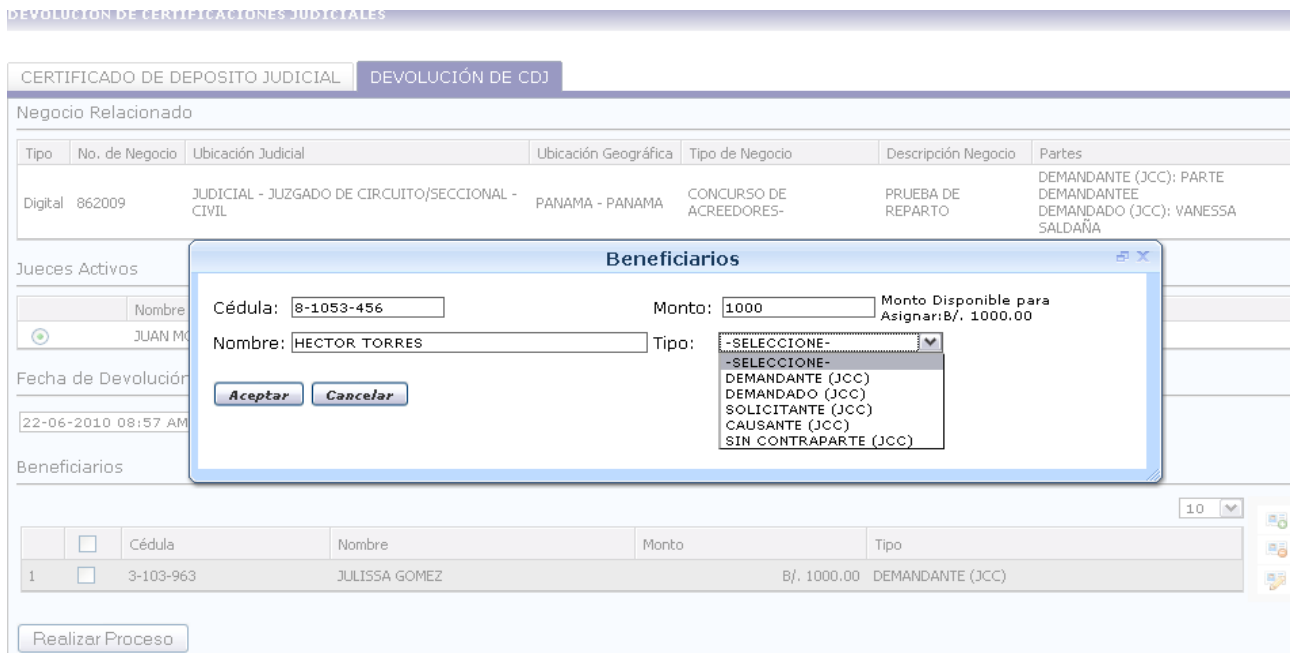 DEVOLUCIÓN DE CERTIFICACIONES JUDICIALES
CERTIFICADO DE DEPOSITO JUDICIAL DEVOLUCIÓN DE CDJ
Negocio Relacionado
Tipo No. de Negocio Ubicación Judicial Ubicación Geográfica Tipo de Negocio Descripción Negocio Partes
Digital 862009 JUDICIAL - JUZGADO DE CIRCUITO/SECCIONAL - CIVIL PANAMA - PANAMA CONCURSO DE ACREEDORES- PRUEBA DE REPARTO DEMANDANTE (JCC): PARTE DEMANDANTEE DEMANDADO (JCC): VANESSA SALDAÑA
Jueces Activos
Nombre
JUAN MO
Fecha de Devolución
22-06-2010 08:57 AM
Beneficiarios
Cédula: 8-1053-456 Monto: 1000 Monto Disponible para Asignar:B/. 1000.00
Nombre: HECTOR TORRES Tipo: -SELECCIONE-
-SELECCIONE-
DEMANDANTE (JCC)
DEMANDADO (JCC)
SOLICITANTE (JCC)
CAUSANTE (JCC)
SIN CONTRAPARTE (JCC)
Aceptar Cancelar
Beneficiarios
10
Cédula Nombre Monto Tipo
1 3-103-963 JULISSA GOMEZ B/. 1000.00 DEMANDANTE (JCC)
Realizar Proceso